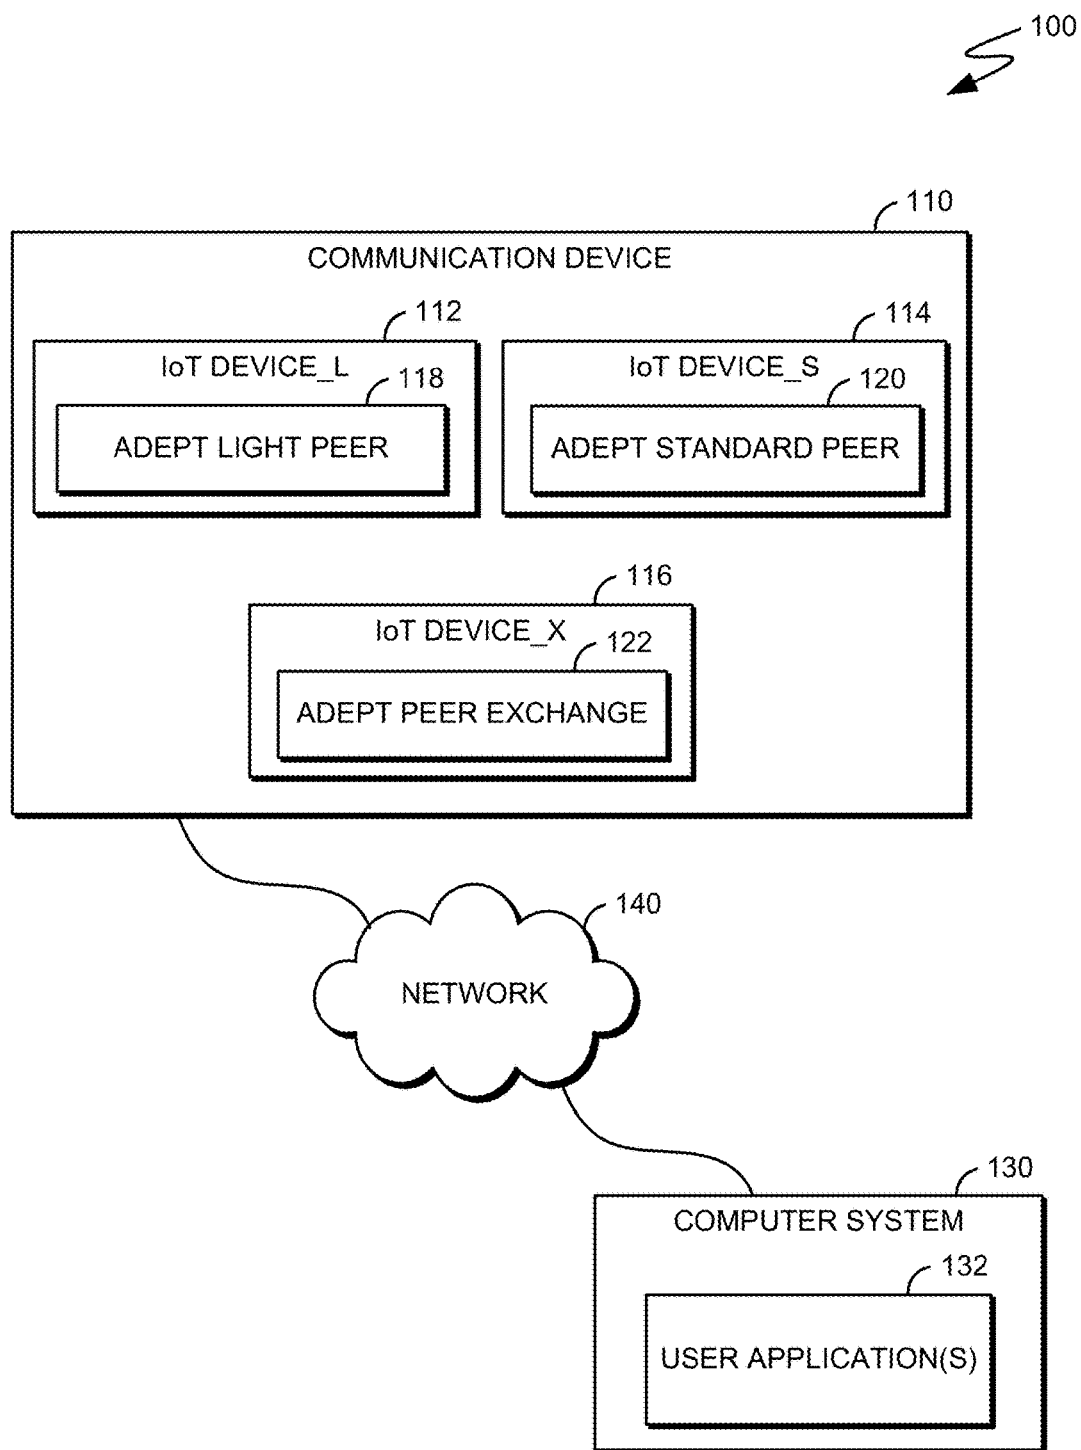 100
110
COMMUNICATION DEVICE
112
114
IoT DEVICE_L
IoT DEVICE_S
118
120
ADEPT LIGHT PEER
ADEPT STANDARD PEER
116
IoT DEVICE_X
122
ADEPT PEER EXCHANGE
140
NETWORK
130
COMPUTER SYSTEM
132
USER APPLICATION(S)